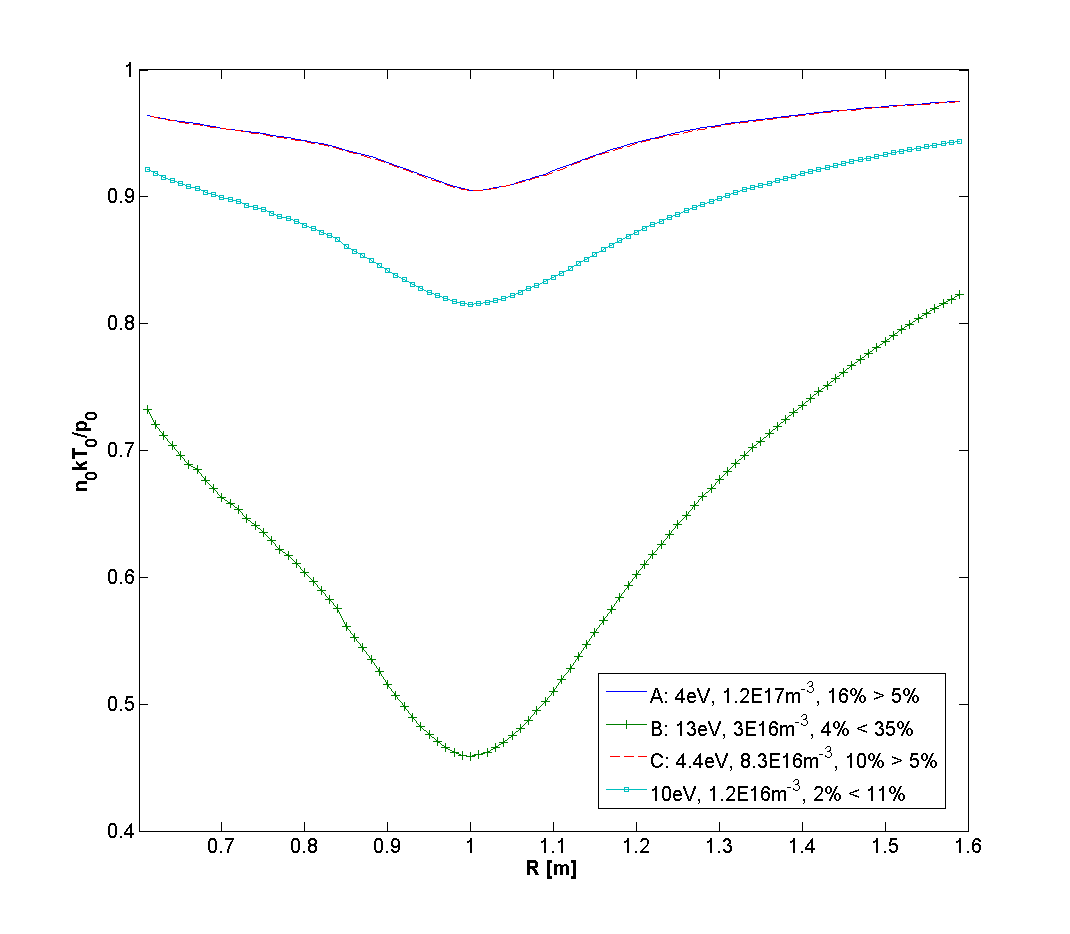 1
0.9
0.8
0.7
0.6
0.5
0.4
n0kT0/p0
0.7
0.8
0.9
1
1.1
1.2
1.3
1.4
1.5
1.6
R [m]
A: 4eV, 1.2E17m-3, 16% > 5%
B: 13eV, 3E16m-3, 4% < 35%
C: 4.4eV, 8.3E16m-3, 10% > 5%
10eV, 1.2E16m-3, 2% < 11%